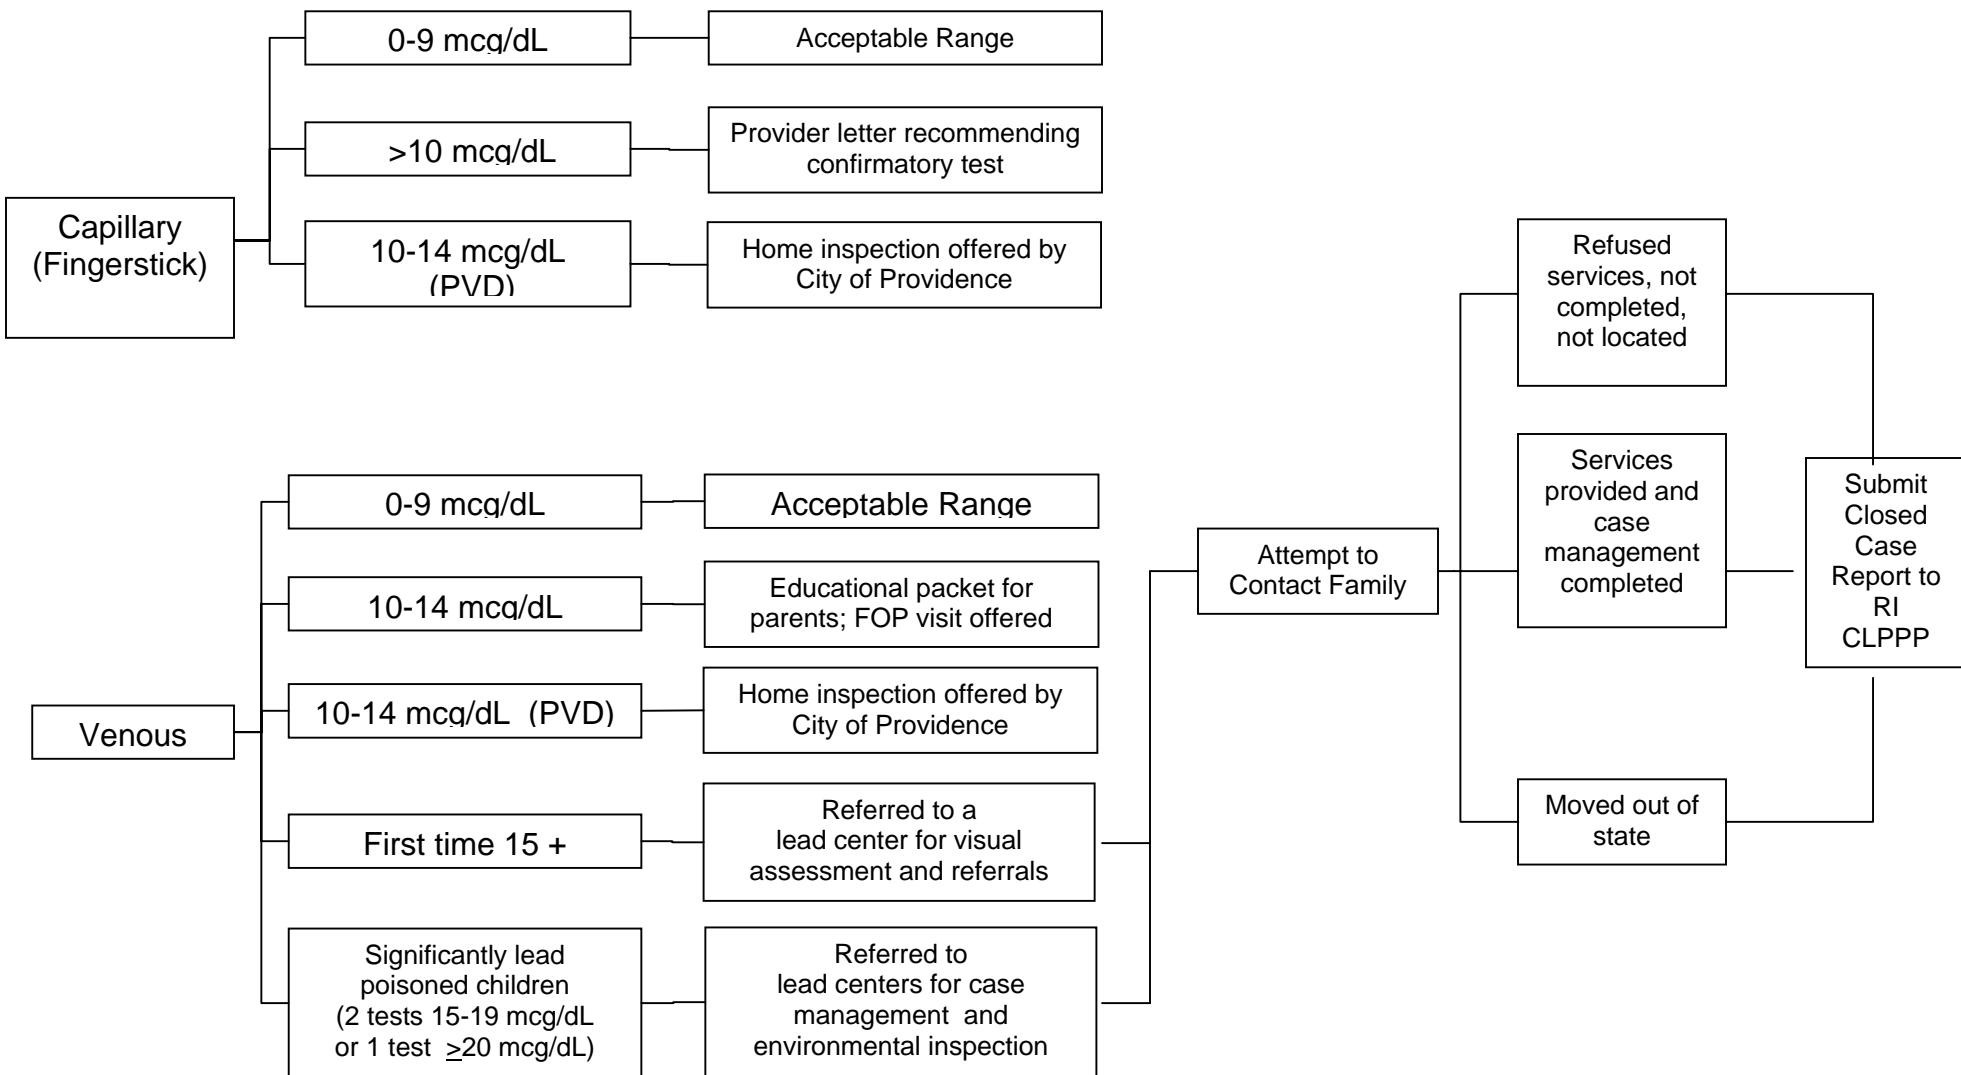 0-9 mcg/dL
Acceptable Range
>10 mcg/dL
Provider letter recommending
confirmatory test
Capillary
(Fingerstick)
10-14 mcg/dL
(PVD)
Home inspection offered by
City of Providence
Refused
services, not
completed,
not located
0-9 mcg/dL
Acceptable Range
10-14 mcg/dL
Educational packet for
parents; FOP visit offered
Venous
10-14 mcg/dL (PVD)
Home inspection offered by
City of Providence
First time 15 +
Referred to a
lead center for visual
assessment and referrals
Significantly lead
poisoned children
(2 tests 15-19 mcg/dL
or 1 test >20 mcg/dL)
Referred to
lead centers for case
management and
environmental inspection
Attempt to
Contact Family
Services
provided and
case
management
completed
Moved out of
state
Submit
Closed
Case
Report to
RI
CLPPP